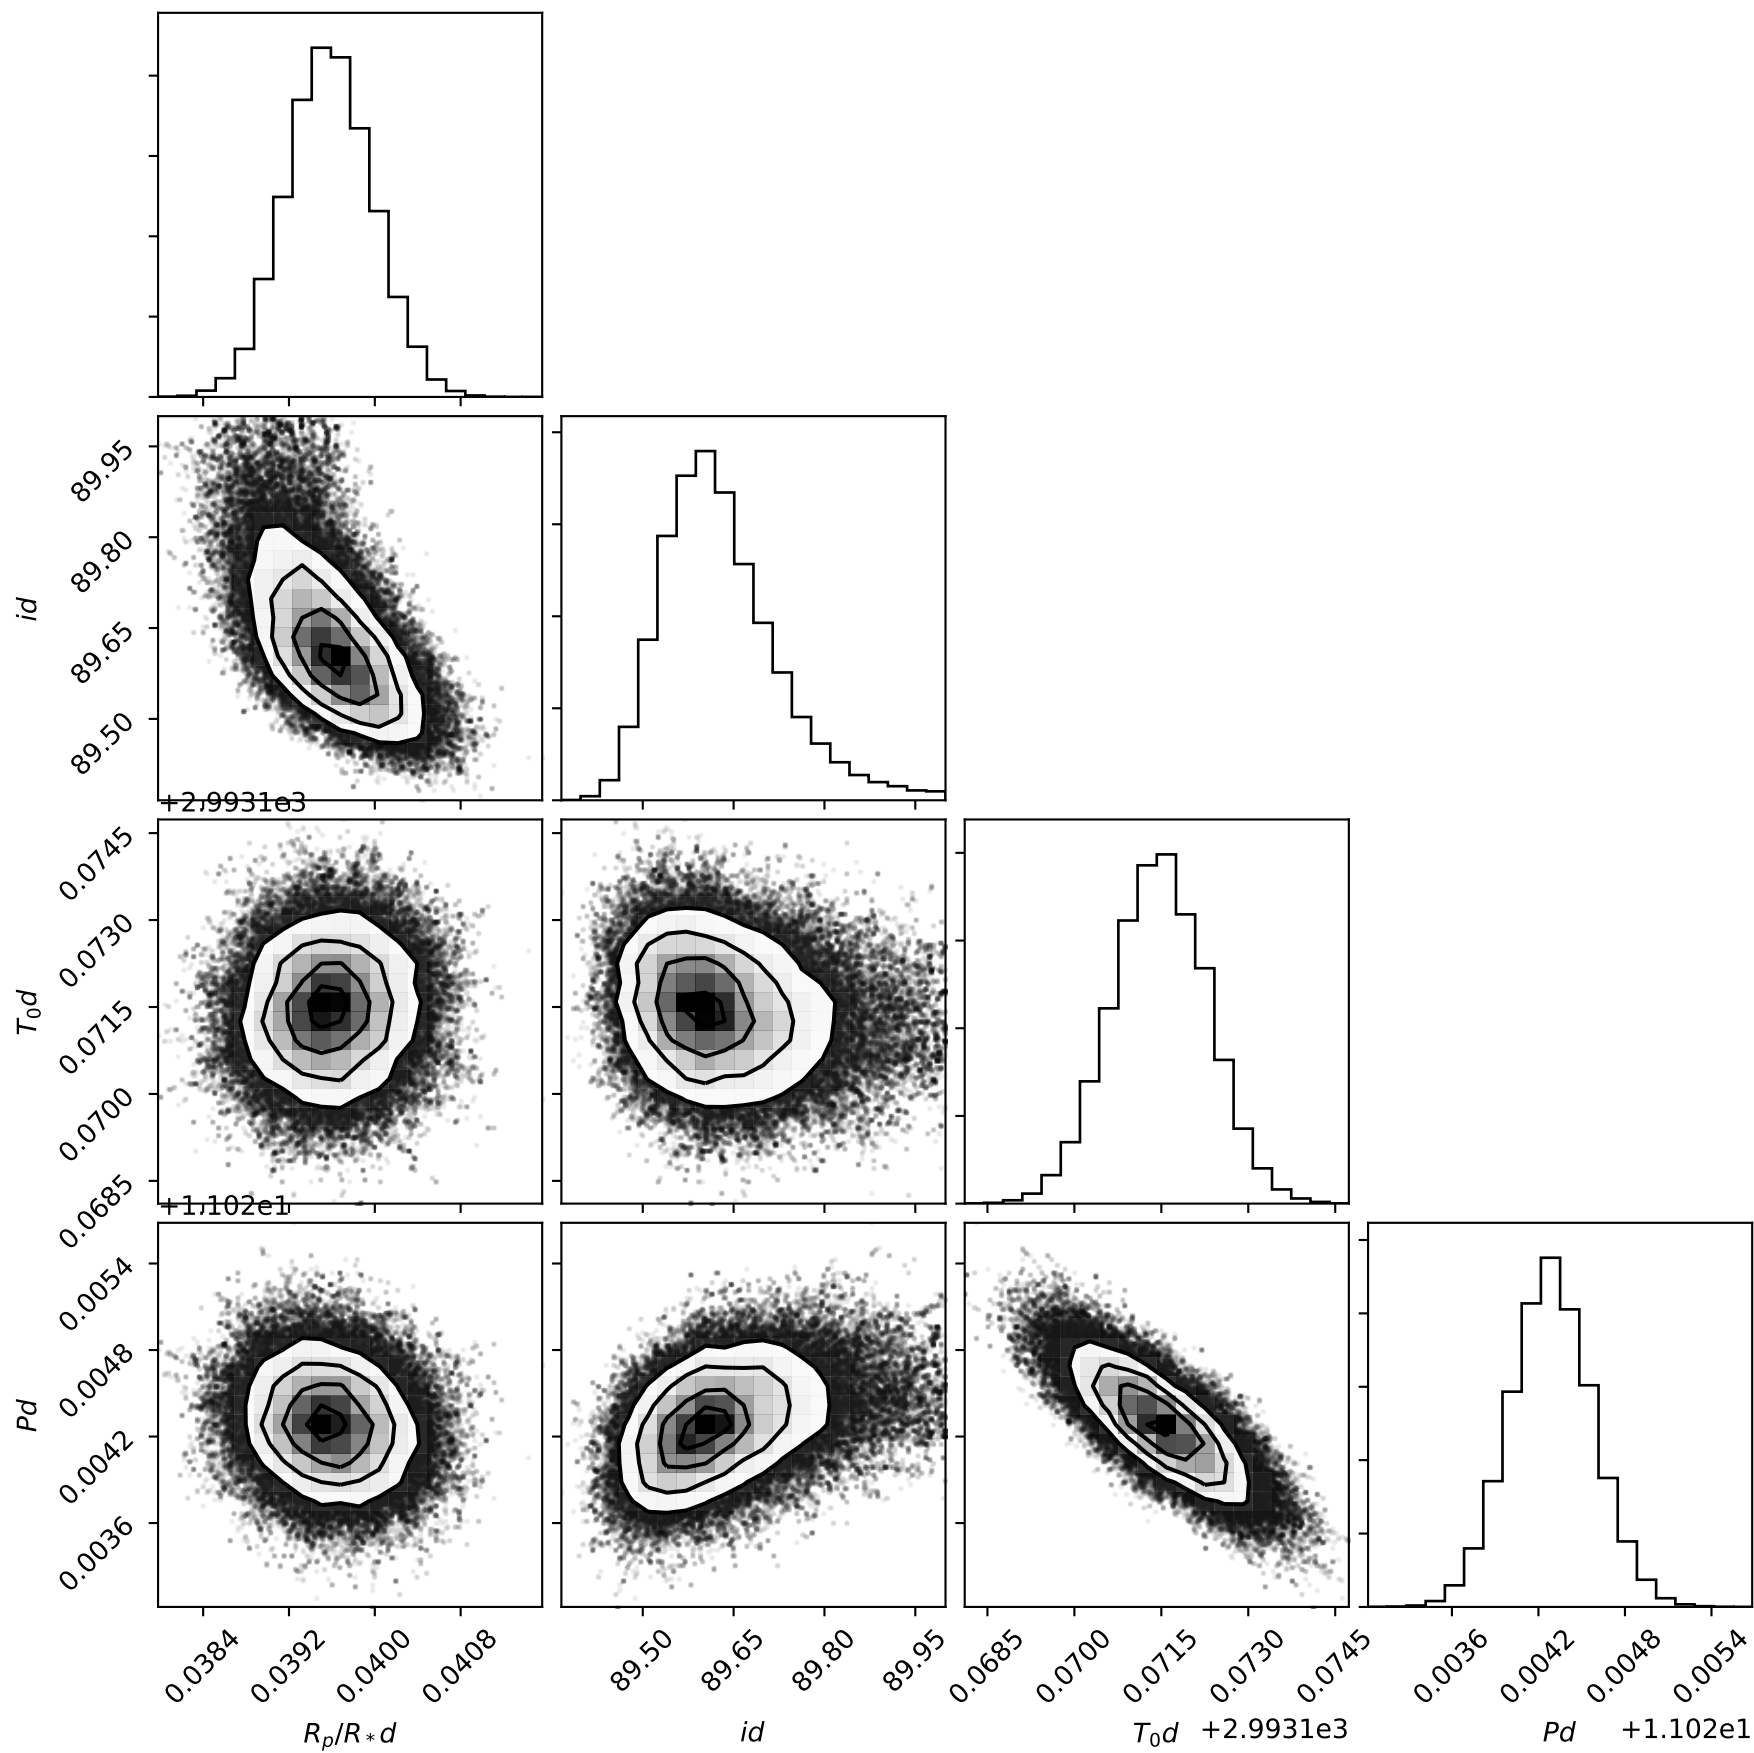 89.95
89.80
89.65
89.50
id
+2.9931e3
0.0745
0.0730
0.0715
0.0700
0.0685
T₀d
+1.102e1
0.0054
0.0048
0.0042
0.0036
Pd
0.0384 0.0392 0.0400 0.0408
Rₚ/R*d
89.50 89.65 89.80 89.95
id
0.0685 0.0700 0.0715 0.0730 0.0745
T₀d +2.9931e3
0.0036 0.0042 0.0048 0.0054
Pd +1.102e1